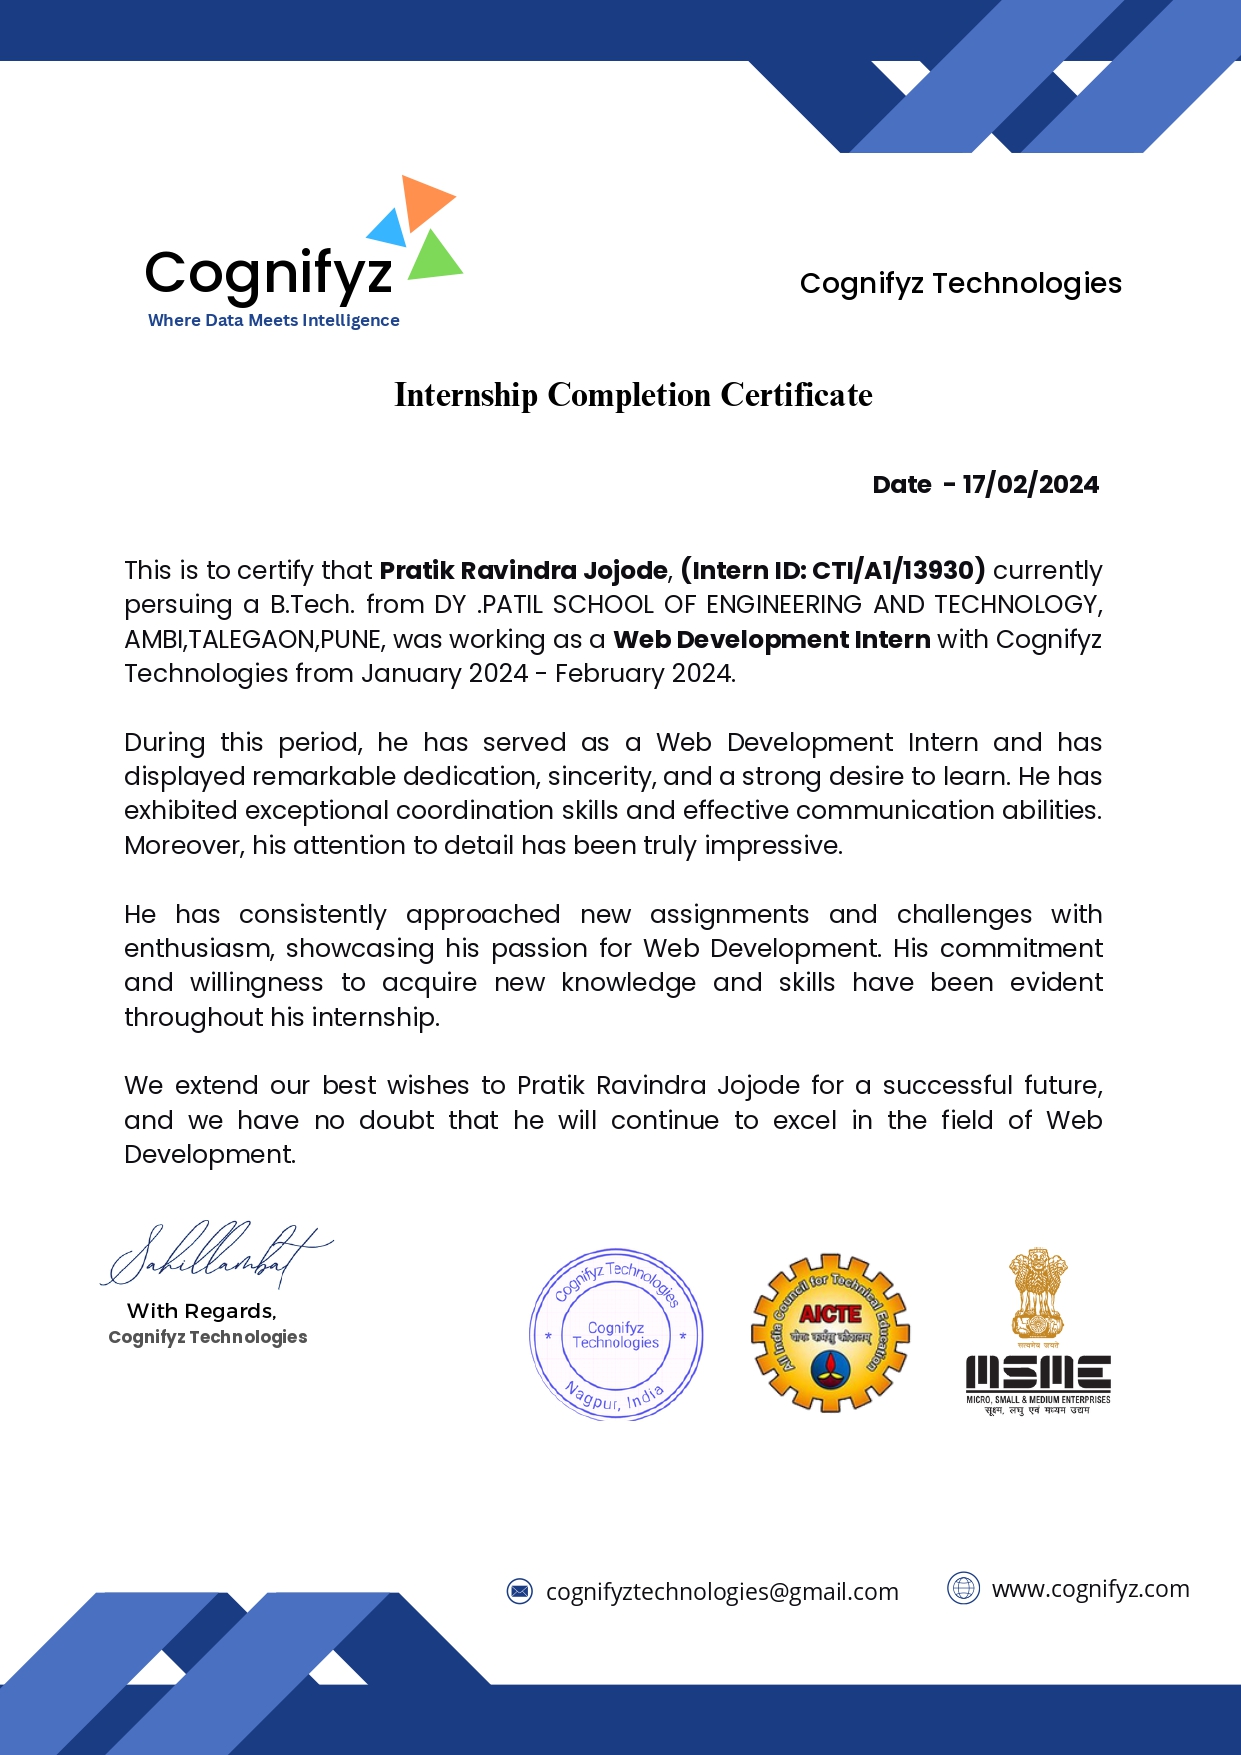 Cognifyz
Where Data Meets Intelligence
Cognifyz Technologies
Internship Completion Certificate
Date - 17/02/2024
This is to certify that Pratik Ravindra Jojode, (Intern ID: CTI/A1/13930) currently
persuing a B.Tech. from DY .PATIL SCHOOL OF ENGINEERING AND TECHNOLOGY,
AMBI,TALEGAON,PUNE, was working as a Web Development Intern with Cognifyz
Technologies from January 2024 - February 2024.
During this period, he has served as a Web Development Intern and has
displayed remarkable dedication, sincerity, and a strong desire to learn. He has
exhibited exceptional coordination skills and effective communication abilities.
Moreover, his attention to detail has been truly impressive.
He has consistently approached new assignments and challenges with
enthusiasm, showcasing his passion for Web Development. His commitment
and willingness to acquire new knowledge and skills have been evident
throughout his internship.
We extend our best wishes to Pratik Ravindra Jojode for a successful future,
and we have no doubt that he will continue to excel in the field of Web
Development.
Sahillambat
With Regards,
Cognifyz Technologies
Cognifyz Technologies
Cognifyz
Technologies
* *
Nagpur, India
All India Council for Technical Education
AICTE
योगः कर्मसु कौशलम्
सत्यमेव जयते
MSME
MICRO, SMALL & MEDIUM ENTERPRISES
सूक्ष्म, लघु एवं मध्यम उद्यम
cognifyztechnologies@gmail.com
www.cognifyz.com